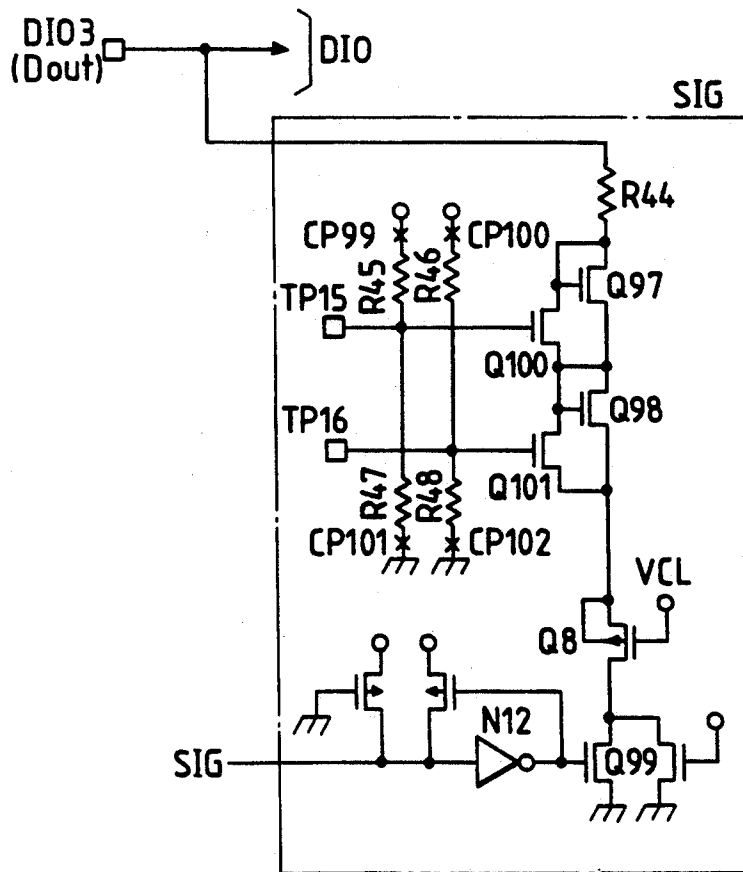 DIO3
(Dout)
DIO
SIG
R44
CP99
CP100
R45
R46
Q97
TP15
Q100
Q98
TP16
Q101
R47
R48
CP101
CP102
VCL
Q8
N12
SIG
Q99